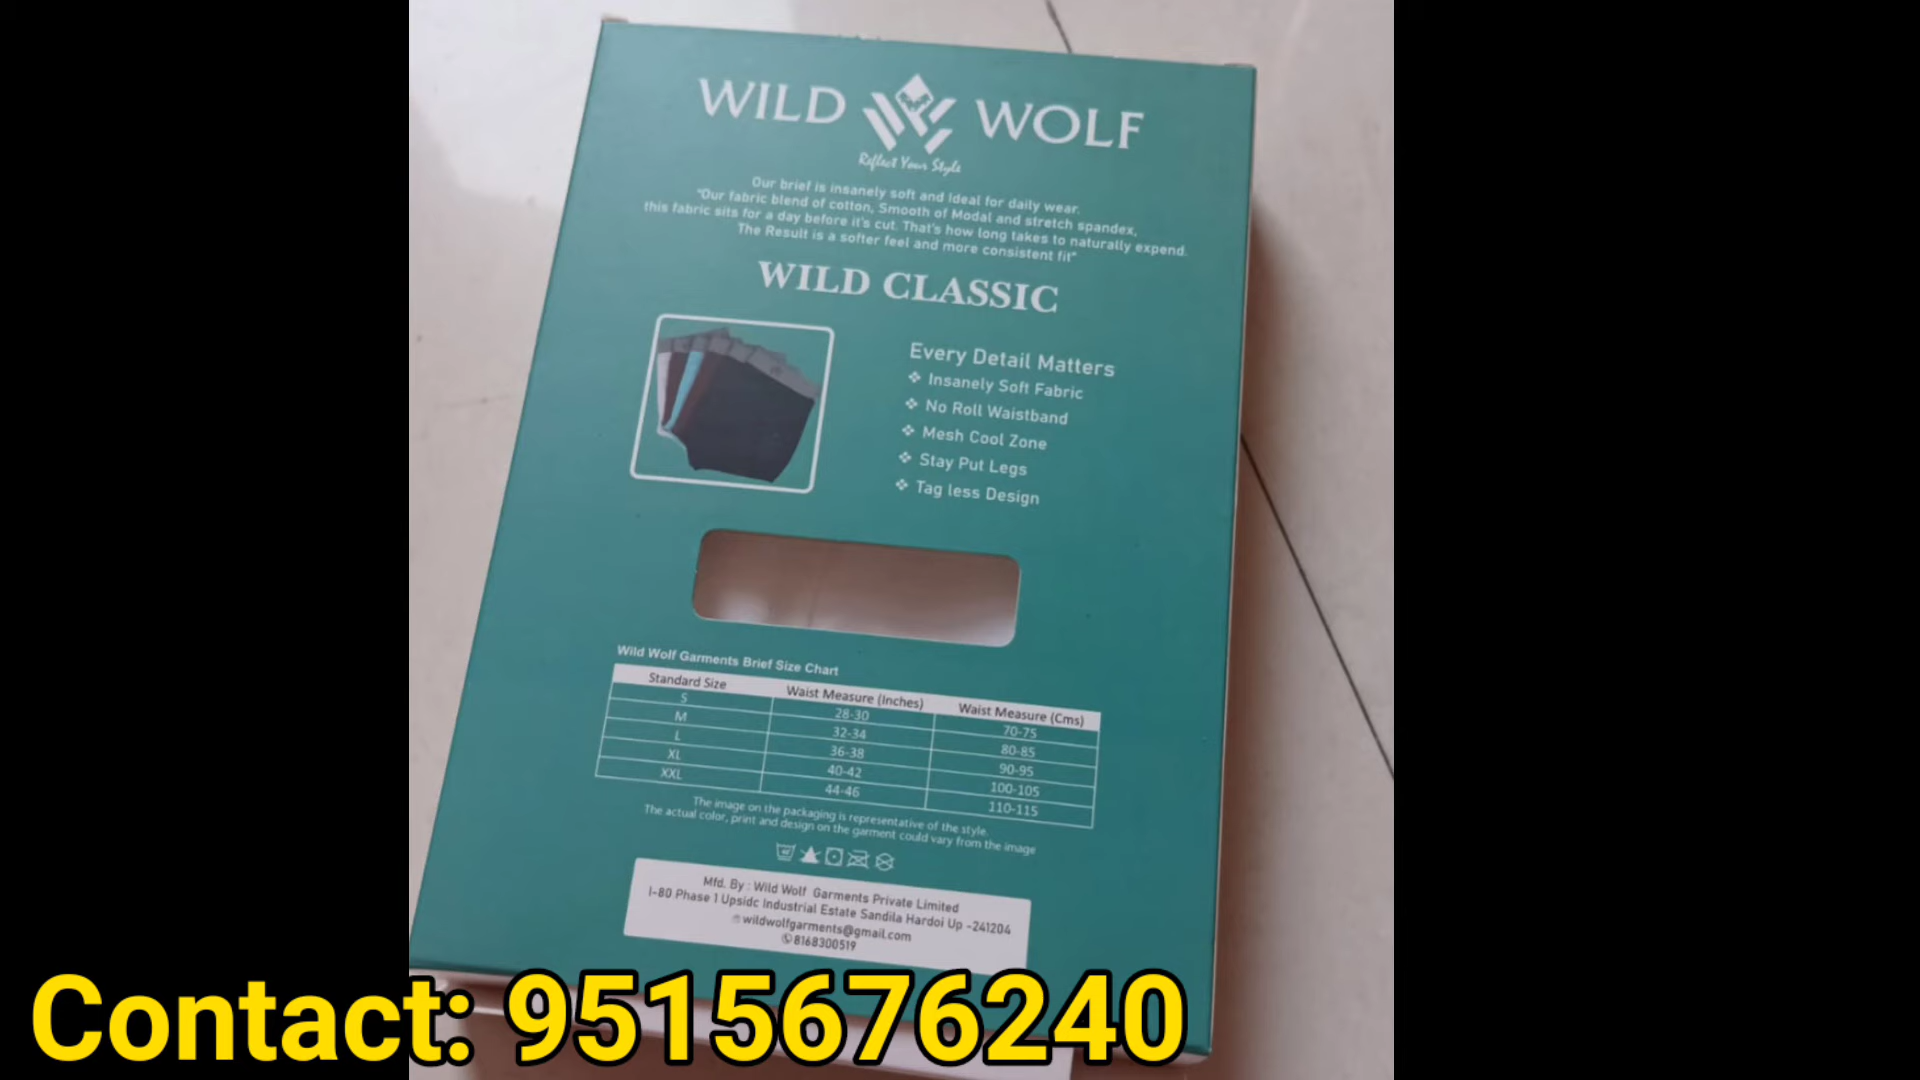 WILD WOLF
Reflect Your Style
Our brief is insanely soft and Ideal for daily wear.
"Our fabric blend of cotton, Smooth of Modal and stretch spandex,
this fabric sits for a day before it's cut. That's how long takes to naturally expend.
The Result is a softer feel and more consistent fit"
WILD CLASSIC
Every Detail Matters
❖ Insanely Soft Fabric
❖ No Roll Waistband
❖ Mesh Cool Zone
❖ Stay Put Legs
❖ Tag less Design
Wild Wolf Garments Brief Size Chart
Standard Size Waist Measure (Inches) Waist Measure (Cms)
S 28-30 70-75
M 32-34 80-85
L 36-38 90-95
XL 40-42 100-105
XXL 44-46 110-115
The image on the packaging is representative of the style.
The actual color, print and design on the garment could vary from the image
Mfd. By : Wild Wolf Garments Private Limited
I-80 Phase 1 Upsidc Industrial Estate Sandila Hardoi Up -241204
wildwolfgarments@gmail.com
8168300519
Contact: 9515676240